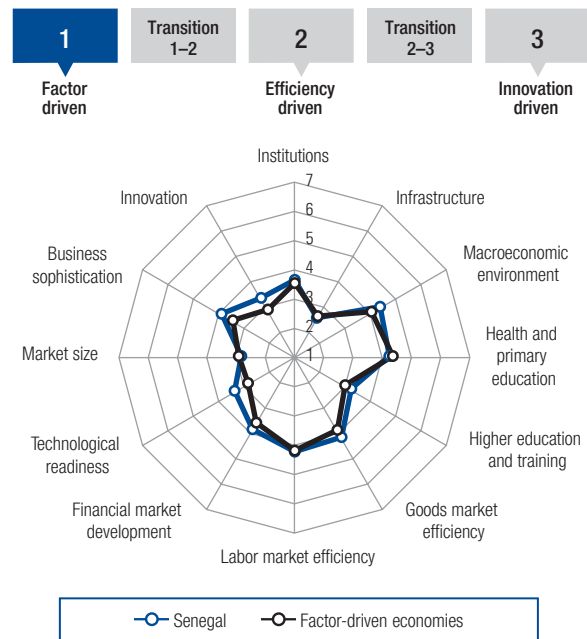 1
Transition
1–2
2
Transition
2–3
3
Factor
driven
Efficiency
driven
Innovation
driven
Institutions
Infrastructure
Macroeconomic
environment
Health and
primary
education
Higher education
and training
Goods market
efficiency
Labor market efficiency
Financial market
development
Technological
readiness
Market size
Business
sophistication
Innovation
7
6
5
4
3
2
1
Senegal
Factor-driven economies